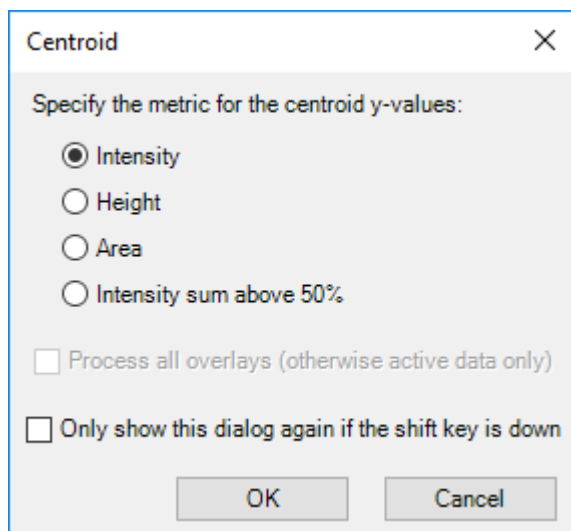 Centroid
Specify the metric for the centroid y-values:
Intensity
Height
Area
Intensity sum above 50%
Process all overlays (otherwise active data only)
Only show this dialog again if the shift key is down
OK Cancel